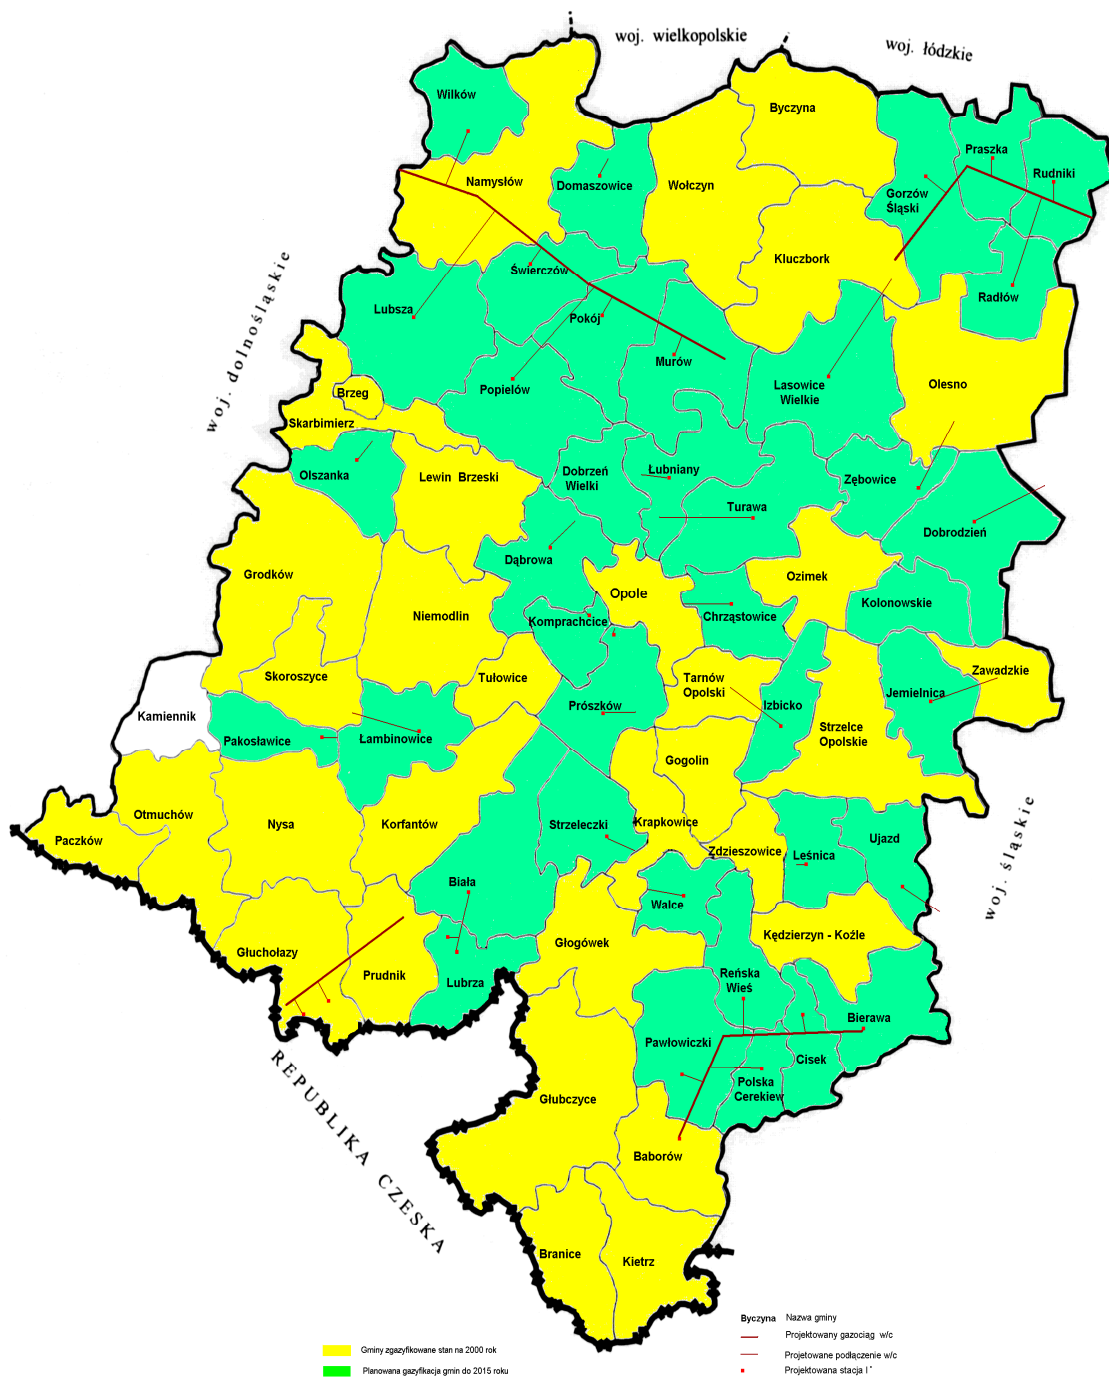 woj. wielkopolskie
woj. łódzkie
Wilków
Byczyna
Praszka
Rudniki
Namysłów
Domaszowice
Wołczyn
Gorzów
Śląski
Kluczbork
Świerczów
Radłów
woj. dolnośląskie
Lubsza
Pokój
Murów
Popielów
Lasowice
Wielkie
Olesno
Brzeg
Skarbimierz
Olszanka
Lewin Brzeski
Dobrzeń
Wielki
Łubniany
Zębowice
Turawa
Dobrodzień
Dąbrowa
Grodków
Opole
Ozimek
Niemodlin
Komprachcice
Chrząstowice
Kolonowskie
Skoroszyce
Tułowice
Tarnów
Opolski
Zawadzkie
Jemielnica
Izbicko
Prószków
Kamiennik
Strzelce
Opolskie
Pakosławice
Łambinowice
Gogolin
Otmuchów
Nysa
Korfantów
Strzeleczki
Krapkowice
Paczków
Zdzieszowice
Leśnica
Ujazd
woj. śląskie
Biała
Walce
Głuchołazy
Głogówek
Kędzierzyn - Koźle
Prudnik
Lubrza
Reńska
Wieś
Bierawa
Pawłowiczki
Cisek
Polska
Cerekiew
REPUBLIKA CZESKA
Głubczyce
Baborów
Branice
Kietrz
Byczyna Nazwa gminy
Projektowany gazociąg w/c
Projetowane podłączenie w/c
Projektowana stacja I°
Gminy zgazyfikowane stan na 2000 rok
Planowana gazyfikacja gmin do 2015 roku